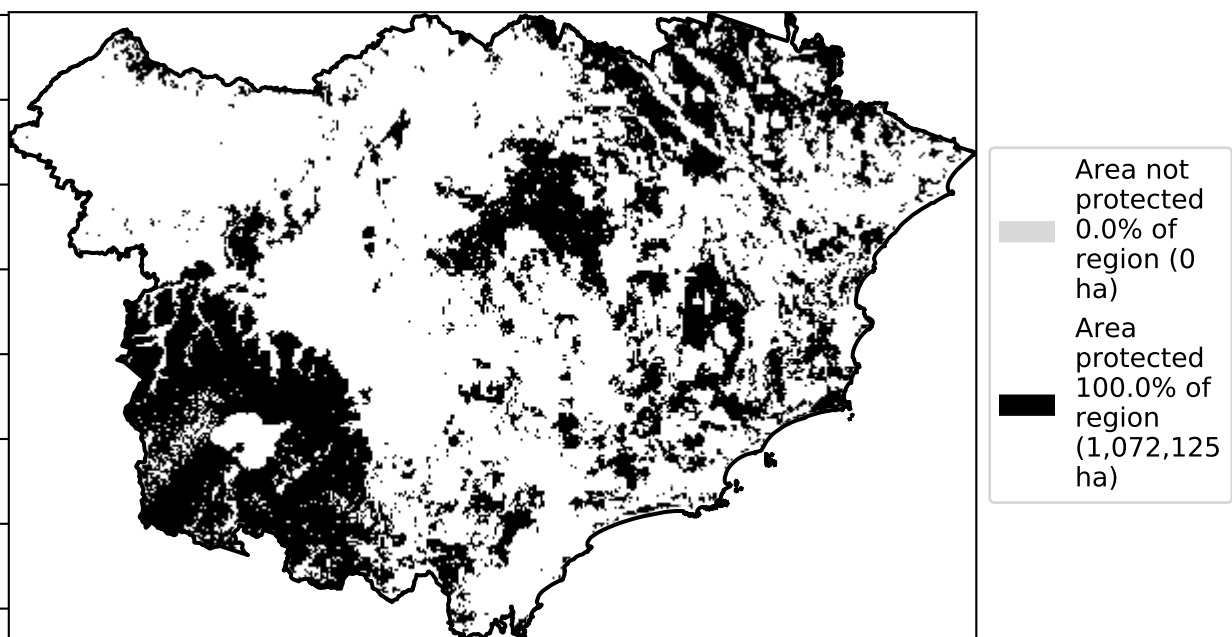 Area not
protected
0.0% of
region (0
ha)
Area
protected
100.0% of
region
(1,072,125
ha)